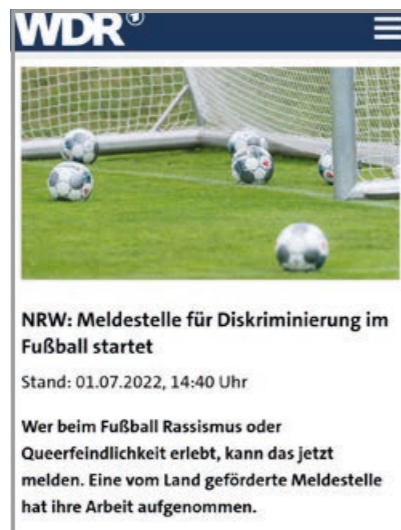 WDR
NRW: Meldestelle für Diskriminierung im
Fußball startet
Stand: 01.07.2022, 14:40 Uhr
Wer beim Fußball Rassismus oder
Queerfeindlichkeit erlebt, kann das jetzt
melden. Eine vom Land geförderte Meldestelle
hat ihre Arbeit aufgenommen.